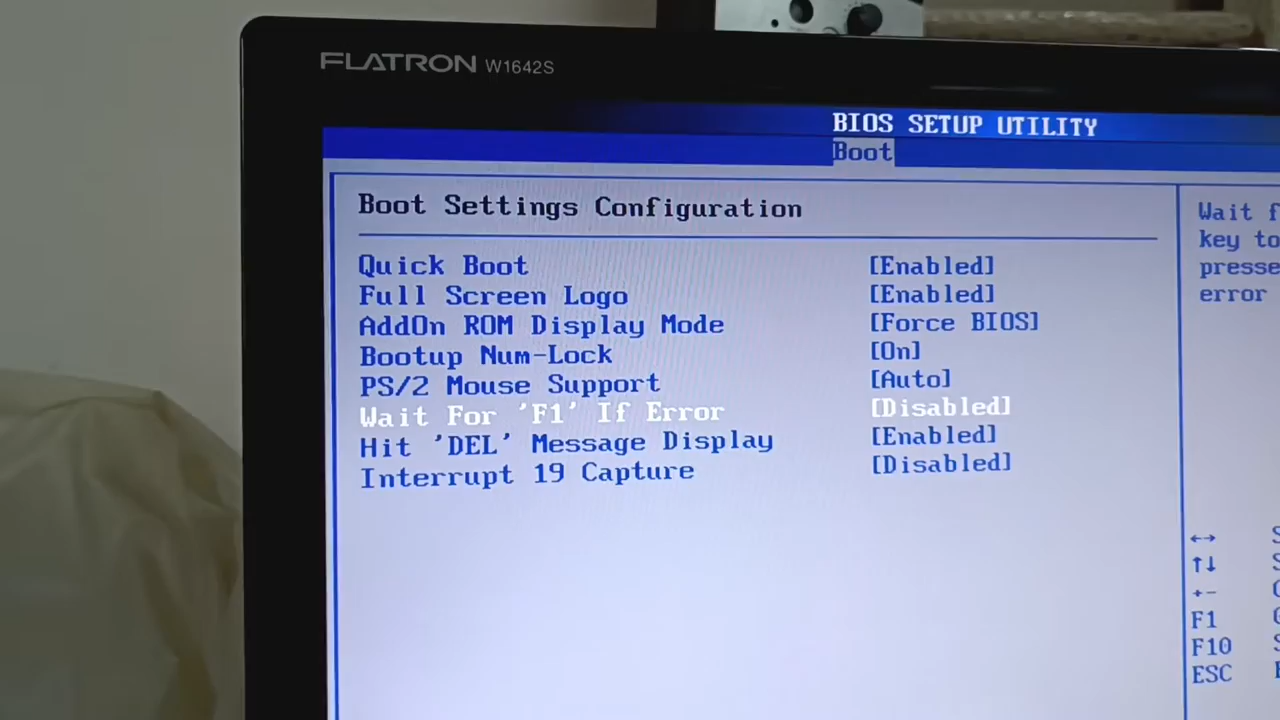 FLATRON W1642S
BIOS SETUP UTILITY
Boot
Boot Settings Configuration
Quick Boot [Enabled]
Full Screen Logo [Enabled]
AddOn ROM Display Mode [Force BIOS]
Bootup Num-Lock [On]
PS/2 Mouse Support [Auto]
Wait For 'F1' If Error [Disabled]
Hit 'DEL' Message Display [Enabled]
Interrupt 19 Capture [Disabled]
Wait
key to
error
↔
↑↓
+-
F1
F10
ESC